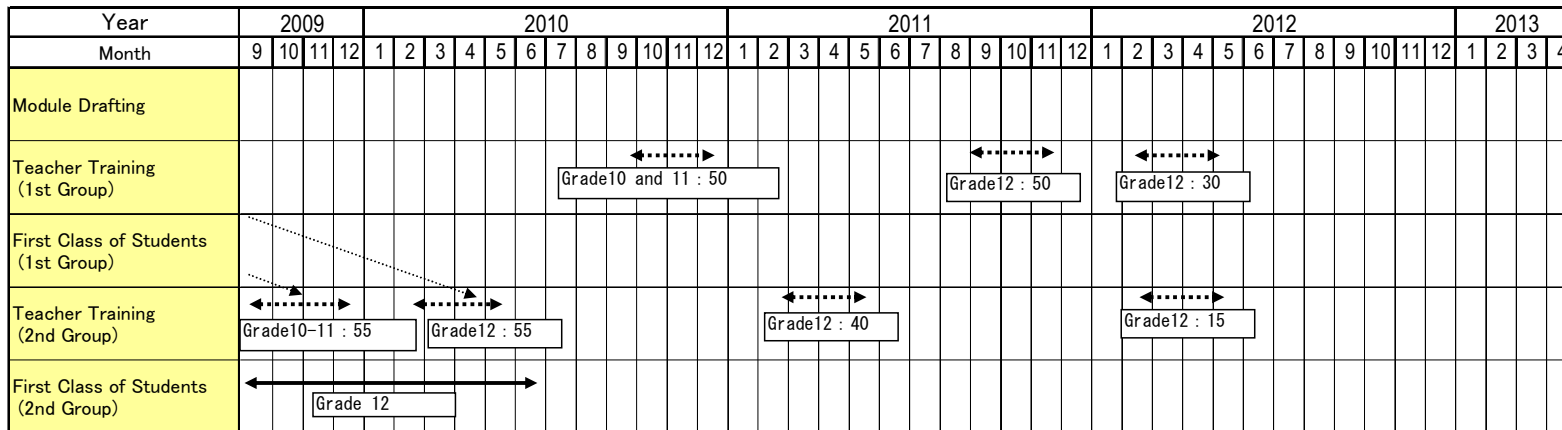 Year 2009 2010 2011 2012 2013
Month 9 10 11 12 1 2 3 4 5 6 7 8 9 10 11 12 1 2 3 4 5 6 7 8 9 10 11 12 1 2 3 4 5 6 7 8 9 10 11 12 1 2 3 4
Module Drafting
Teacher Training
(1st Group)
Grade10 and 11 : 50
Grade12 : 50
Grade12 : 30
First Class of Students
(1st Group)
Teacher Training
(2nd Group)
Grade10-11 : 55
Grade12 : 55
Grade12 : 40
Grade12 : 15
First Class of Students
(2nd Group)
Grade 12